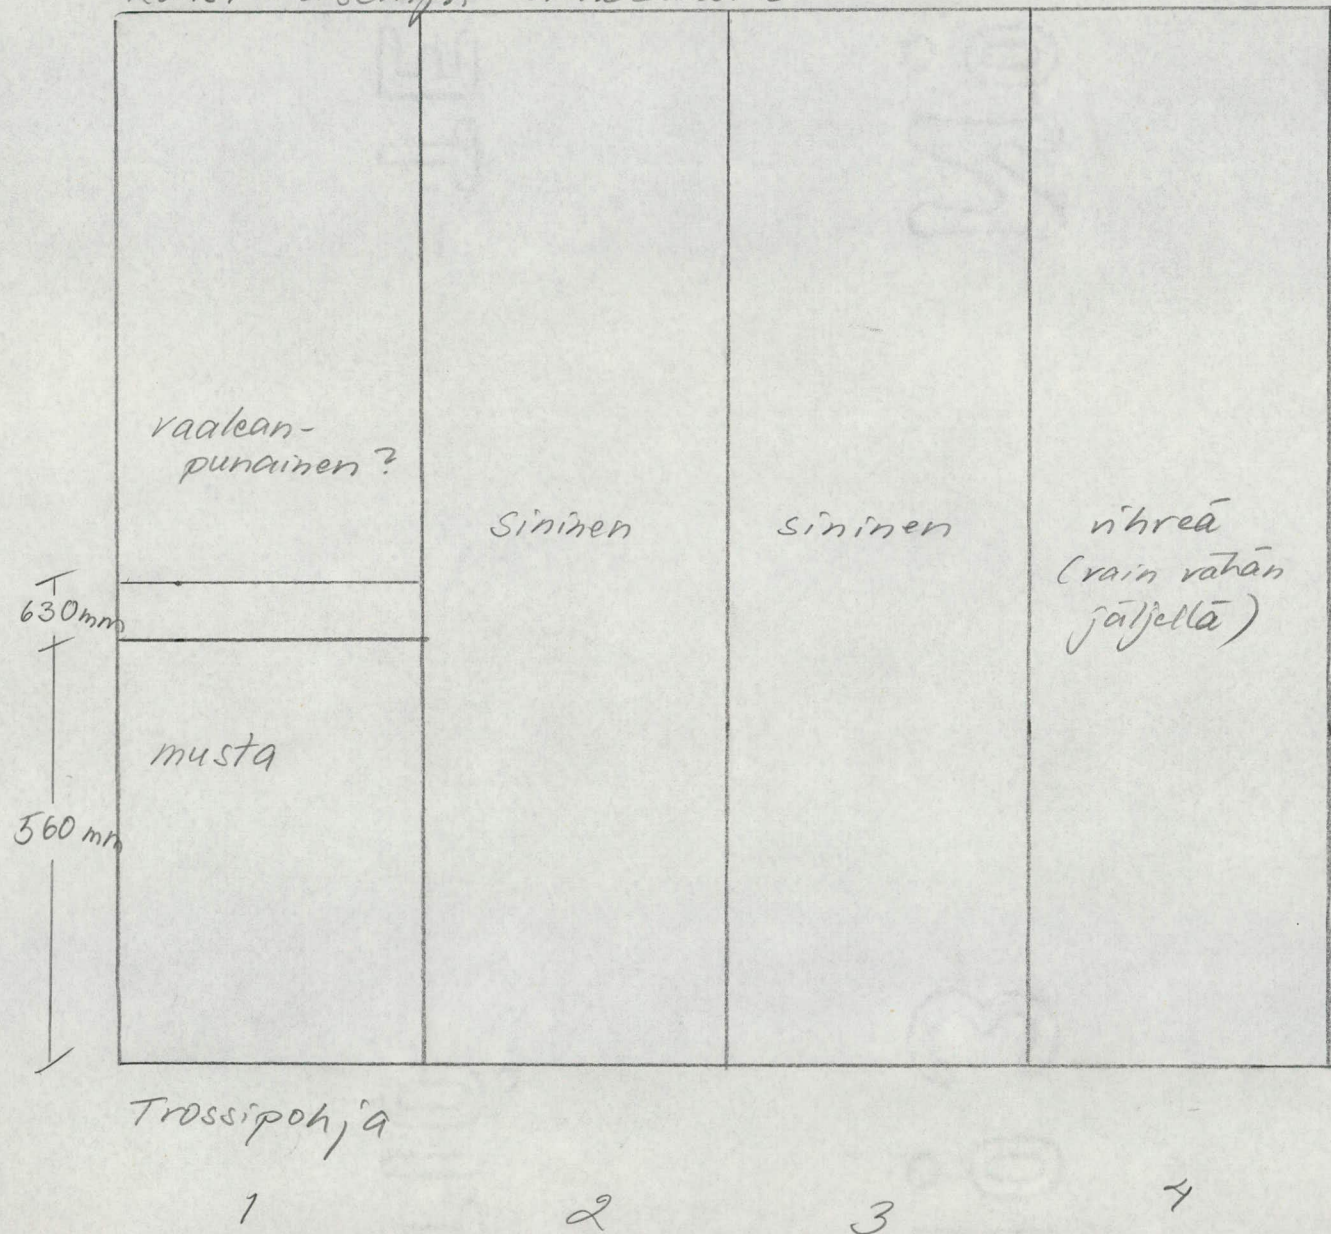 vaalean-
punainen?
sininen
sininen
vihreä
(vain vähän
jäljellä)
630mm
musta
560 mm
Trossipohja
1
2
3
4